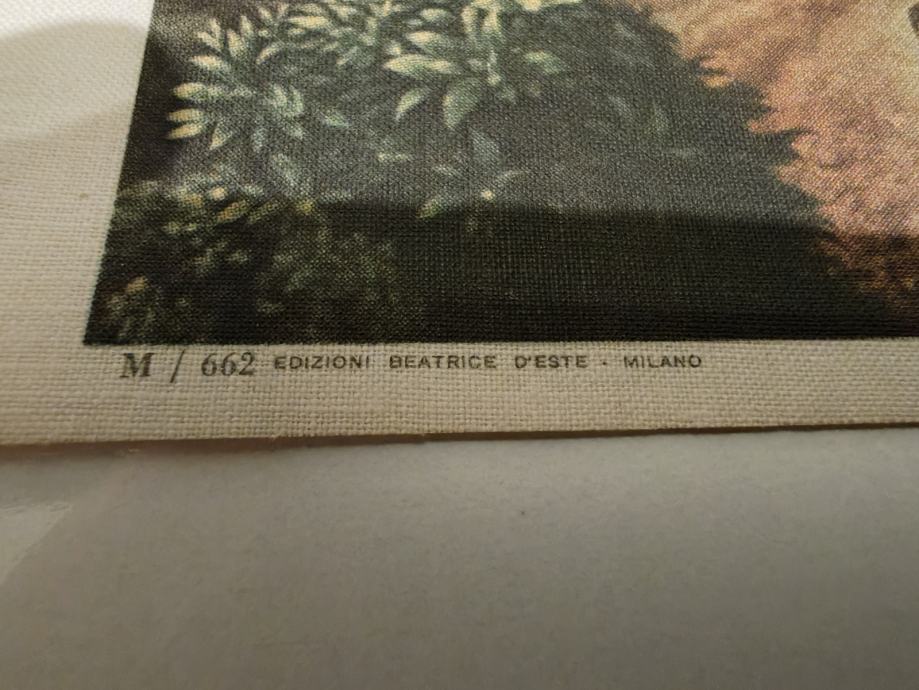 M / 662 EDIZIONI BEATRICE D'ESTE - MILANO